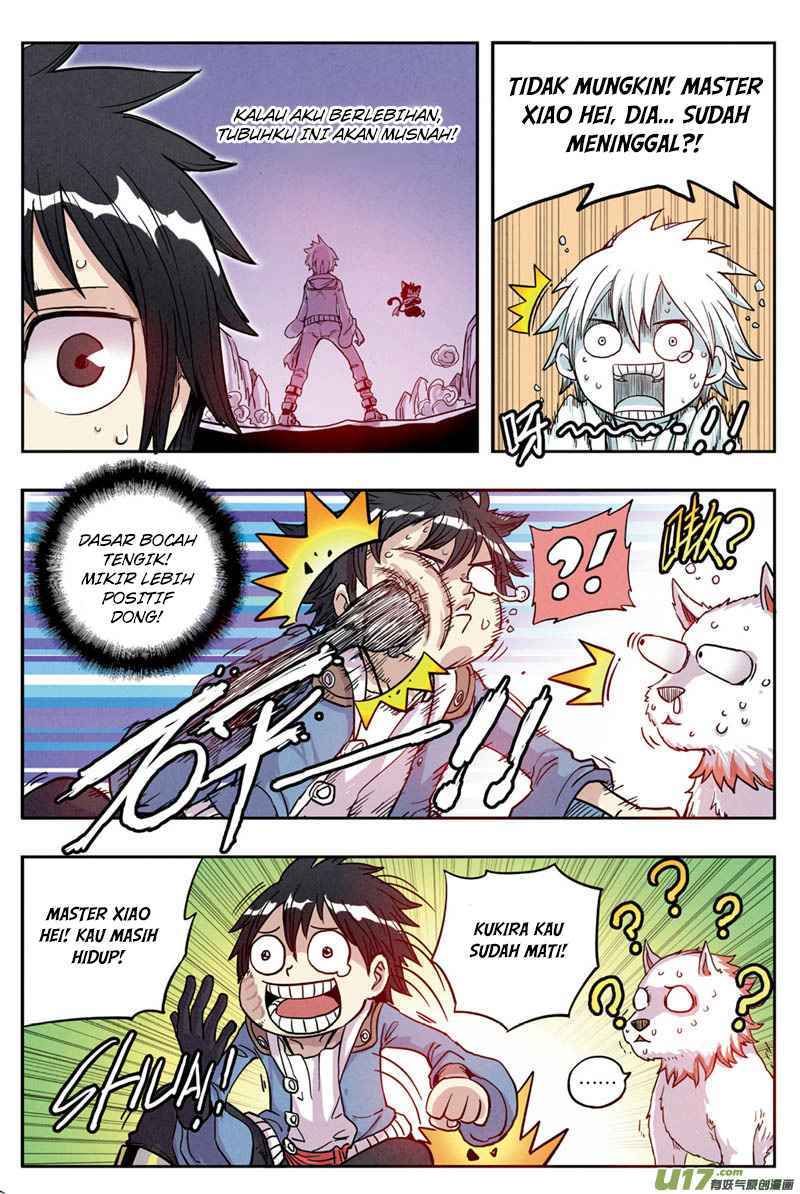 KALAU AKU BERLEBIHAN,
TUBUHKU INI AKAN MUSNAH!
TIDAK MUNGKIN! MASTER
XIAO HEI, DIA... SUDAH
MENINGGAL?!
呀~~~··!!
DASAR BOCAH
TENGIK!
MIKIR LEBIH
POSITIF
DONG!
?!
嗷?
!!
MASTER XIAO
HEI! KAU MASIH
HIDUP!
KUKIRA KAU
SUDAH MATI!
? ? ? ? ?
SHUA!!
......
U17.com
有妖气原创漫画